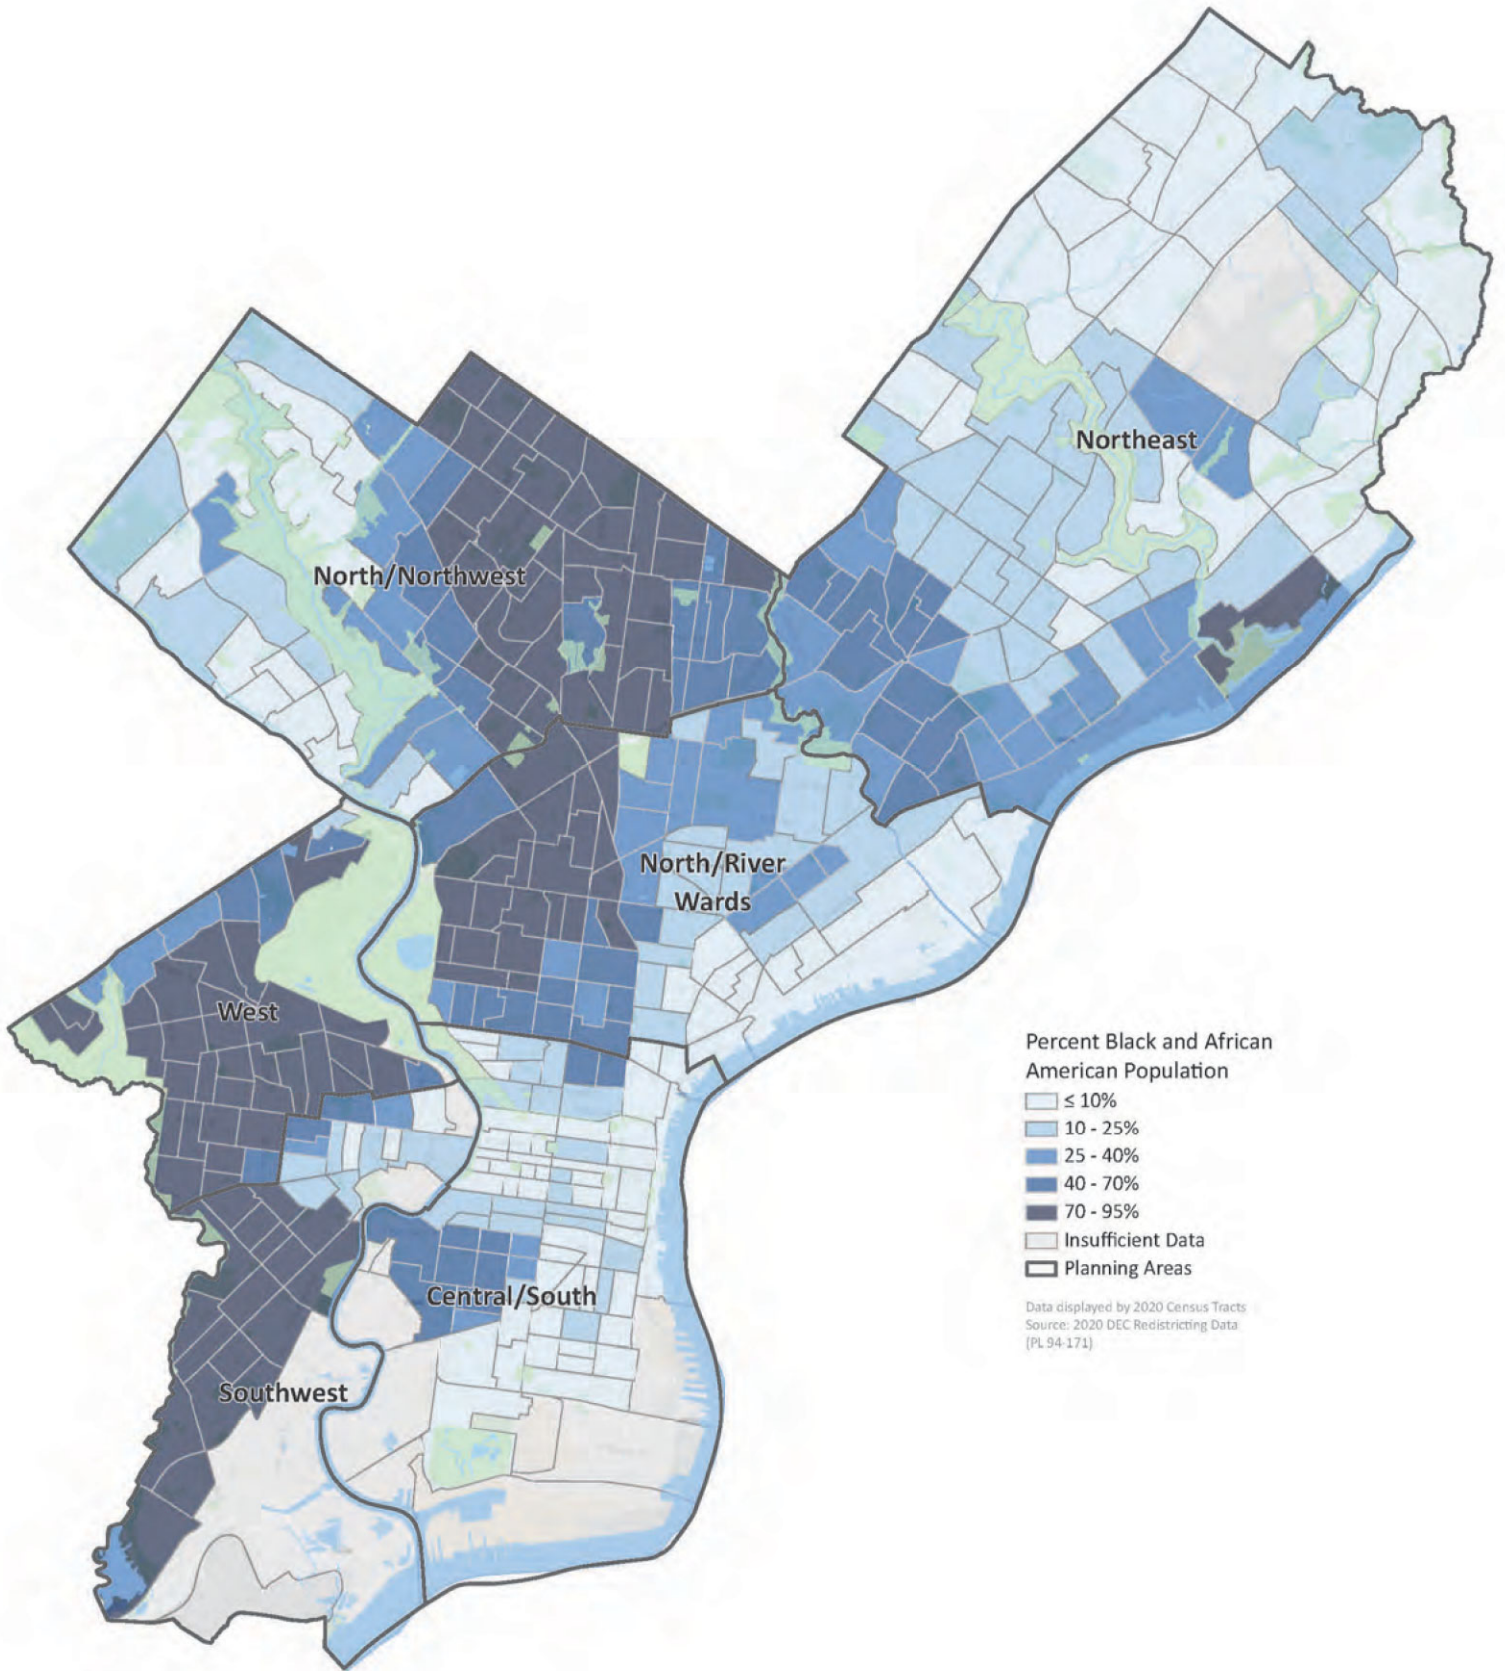 Northeast
North/Northwest
North/River
Wards
West
Central/South
Southwest
Percent Black and African
American Population
≤ 10%
10 - 25%
25 - 40%
40 - 70%
70 - 95%
Insufficient Data
Planning Areas
Data displayed by 2020 Census Tracts
Source: 2020 DEC Redistricting Data
(PL 94-171)